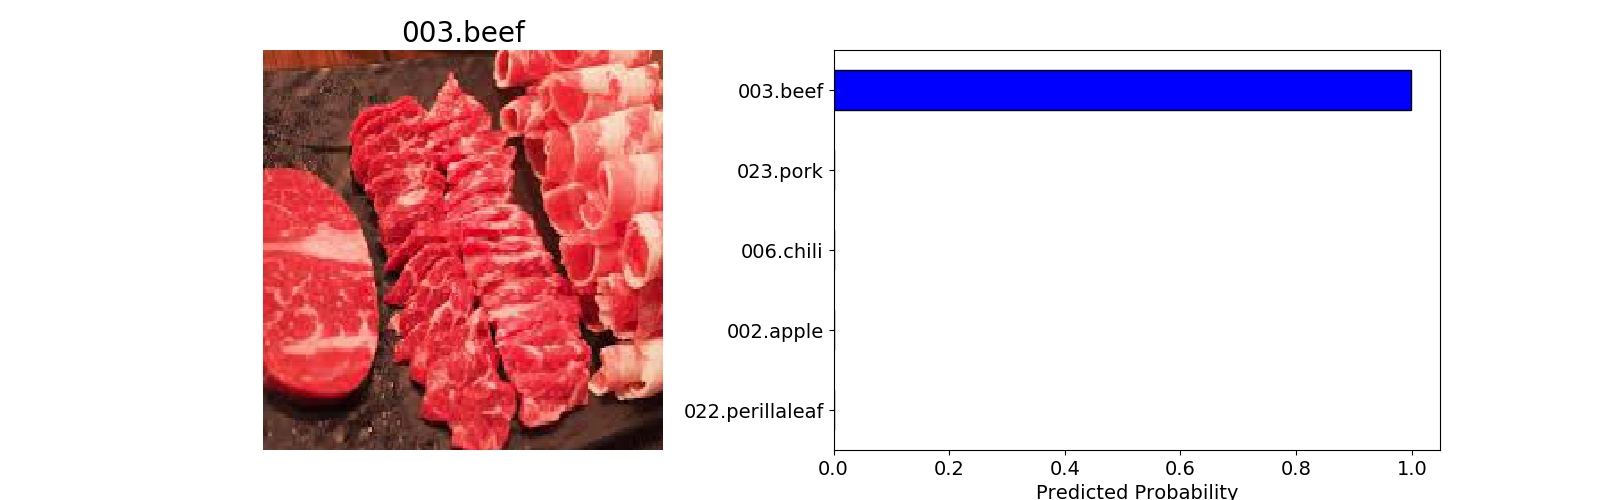 003.beef
003.beef
023.pork
006.chili
002.apple
022.perillaleaf
0.0 0.2 0.4 0.6 0.8 1.0
Predicted Probability